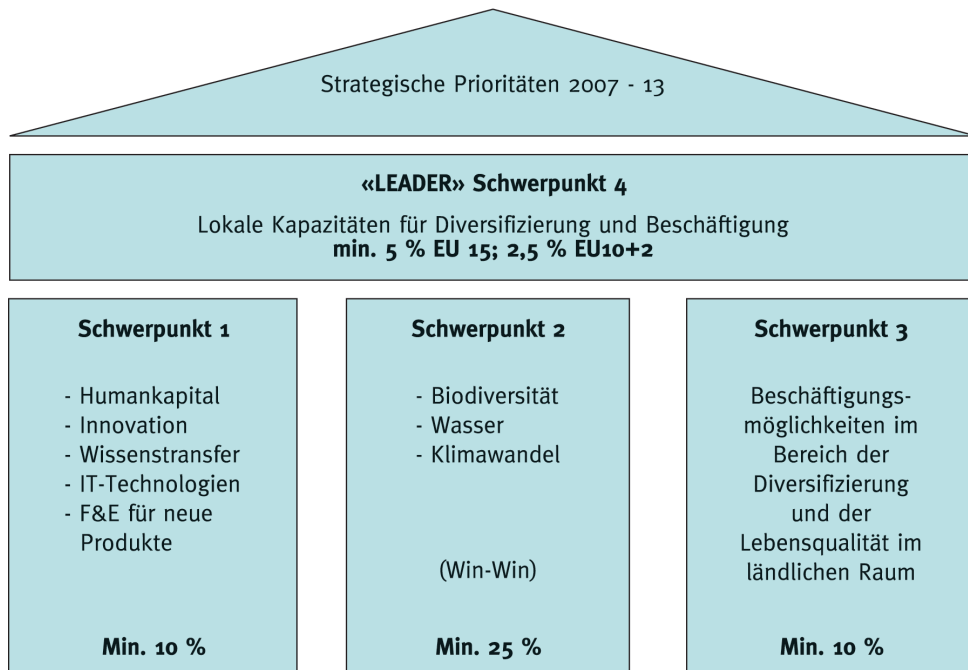 Strategische Prioritäten 2007 - 13
«LEADER» Schwerpunkt 4
Lokale Kapazitäten für Diversifizierung und Beschäftigung
min. 5 % EU 15; 2,5 % EU10+2
Schwerpunkt 1
- Humankapital
- Innovation
- Wissenstransfer
- IT-Technologien
- F&E für neue
Produkte
Min. 10 %
Schwerpunkt 2
- Biodiversität
- Wasser
- Klimawandel
(Win-Win)
Min. 25 %
Schwerpunkt 3
Beschäftigungs-
möglichkeiten im
Bereich der
Diversifizierung
und der
Lebensqualität im
ländlichen Raum
Min. 10 %